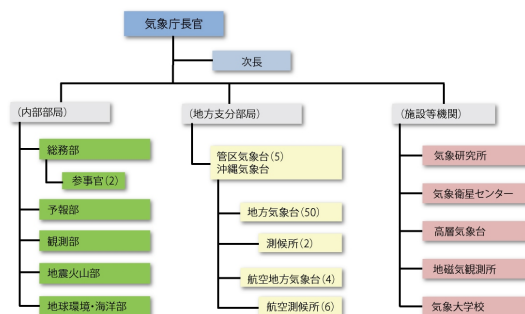 気象庁長官
次長
(内部部局)
総務部
参事官(2)
予報部
観測部
地震火山部
地球環境・海洋部
(地方支分部局)
管区気象台(5)
沖縄気象台
地方気象台(50)
測候所(2)
航空地方気象台(4)
航空測候所(6)
(施設等機関)
気象研究所
気象衛星センター
高層気象台
地磁気観測所
気象大学校